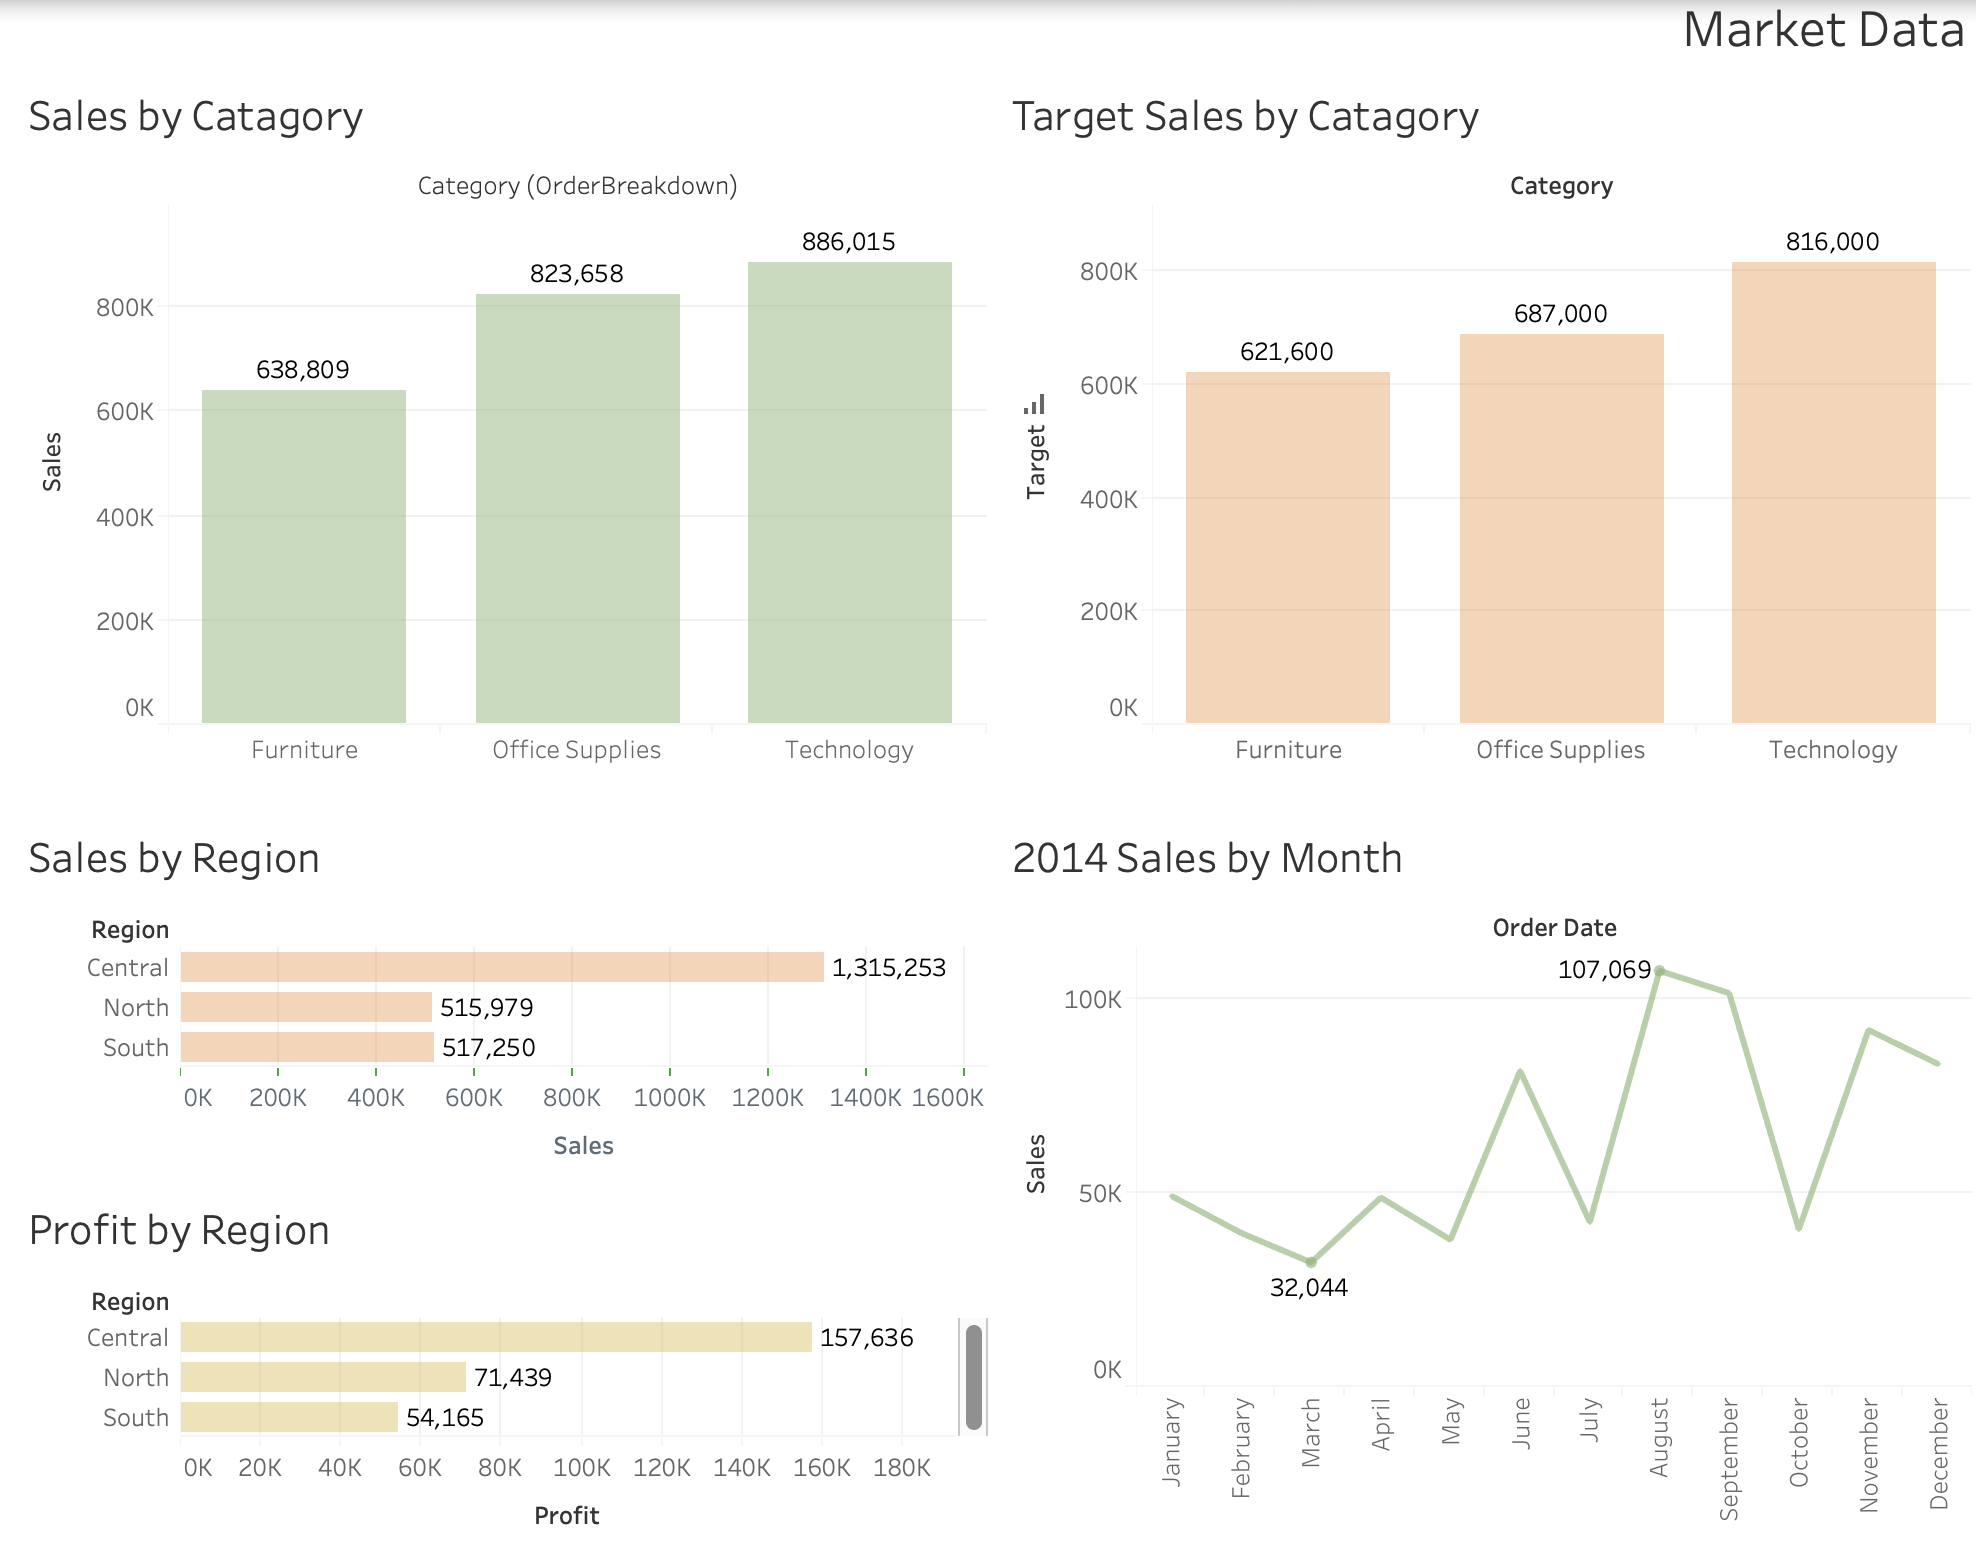 Market Data
Sales by Catagory
Category (OrderBreakdown)
Sales
800K
600K
400K
200K
0K
638,809
823,658
886,015
Furniture
Office Supplies
Technology
Target Sales by Catagory
Category
Target
800K
600K
400K
200K
0K
621,600
687,000
816,000
Furniture
Office Supplies
Technology
Sales by Region
Region
Central 1,315,253
North 515,979
South 517,250
0K 200K 400K 600K 800K 1000K 1200K 1400K 1600K
Sales
Profit by Region
Region
Central 157,636
North 71,439
South 54,165
0K 20K 40K 60K 80K 100K 120K 140K 160K 180K
Profit
2014 Sales by Month
Order Date
Sales
100K
50K
0K
107,069
32,044
January
February
March
April
May
June
July
August
September
October
November
December